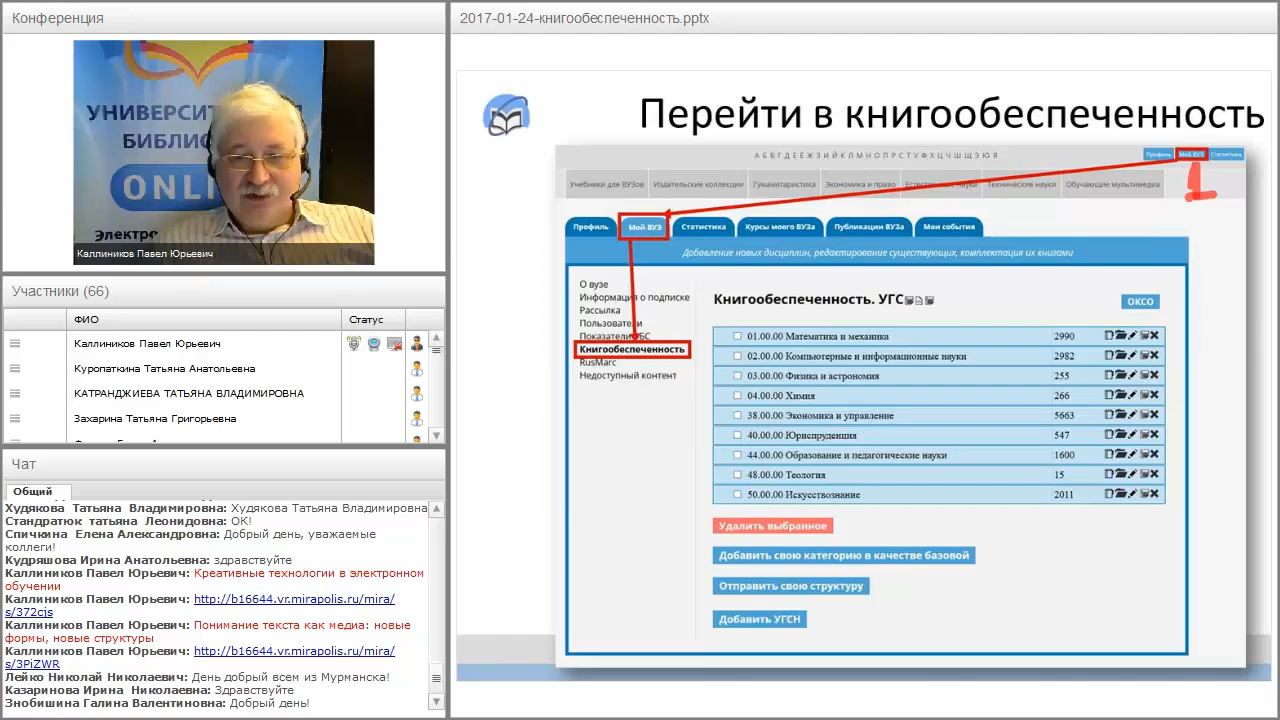 Конференция
УНИВЕРСИТ
БИБЛИО
ONLI
Электро
Каллиников Павел Юрьевич
Участники (66)
ФИО
Статус
Каллиников Павел Юрьевич
Куропаткина Татьяна Анатольевна
КАТРАНДЖИЕВА ТАТЬЯНА ВЛАДИМИРОВНА
Захарина Татьяна Григорьевна
Чат
Общий
Худякова Татьяна Владимировна: Худякова Татьяна Владимировна
Стандратюк татьяна Леонидовна: ОК!
Спичкина Елена Александровна: Добрый день, уважаемые
коллеги!
Кудряшова Ирина Анатольевна: здравствуйте
Каллиников Павел Юрьевич: Креативные технологии в электронном
обучении
Каллиников Павел Юрьевич: http://b16644.vr.mirapolis.ru/mira/
s/372cjs
Каллиников Павел Юрьевич: Понимание текста как медиа: новые
формы, новые структуры
Каллиников Павел Юрьевич: http://b16644.vr.mirapolis.ru/mira/
s/3PiZWR
Лейко Николай Николаевич: День добрый всем из Мурманска!
Казаринова Ирина Николаевна: Здравствуйте
Знобишина Галина Валентиновна: Добрый день!
2017-01-24-книгообеспеченность.pptx
Перейти в книгообеспеченность
А Б В Г Д Е Ё Ж З Й К Л М Н О П Р С Т У Ф Х Ц Ч Ш Щ Э Ю Я
Профиль Мой ВУЗ Статистика
Учебники для ВУЗов Издательские коллекции Гуманитаристика Экономика и право Естественные науки Технические науки Обучающие мультимедиа
Профиль Мой ВУЗ Статистика Курсы моего ВУЗа Публикации ВУЗа Мои события
Добавление новых дисциплин, редактирование существующих, комплектация их книгами
О вузе
Информация о подписке
Рассылка
Пользователи
Показатели ЭБС
Книгообеспеченность
RusMarc
Недоступный контент
Книгообеспеченность. УГС
ОКСО
01.00.00 Математика и механика 2990
02.00.00 Компьютерные и информационные науки 2982
03.00.00 Физика и астрономия 255
04.00.00 Химия 266
38.00.00 Экономика и управление 5663
40.00.00 Юриспруденция 547
44.00.00 Образование и педагогические науки 1600
48.00.00 Теология 15
50.00.00 Искусствознание 2011
Удалить выбранное
Добавить свою категорию в качестве базовой
Отправить свою структуру
Добавить УГСН